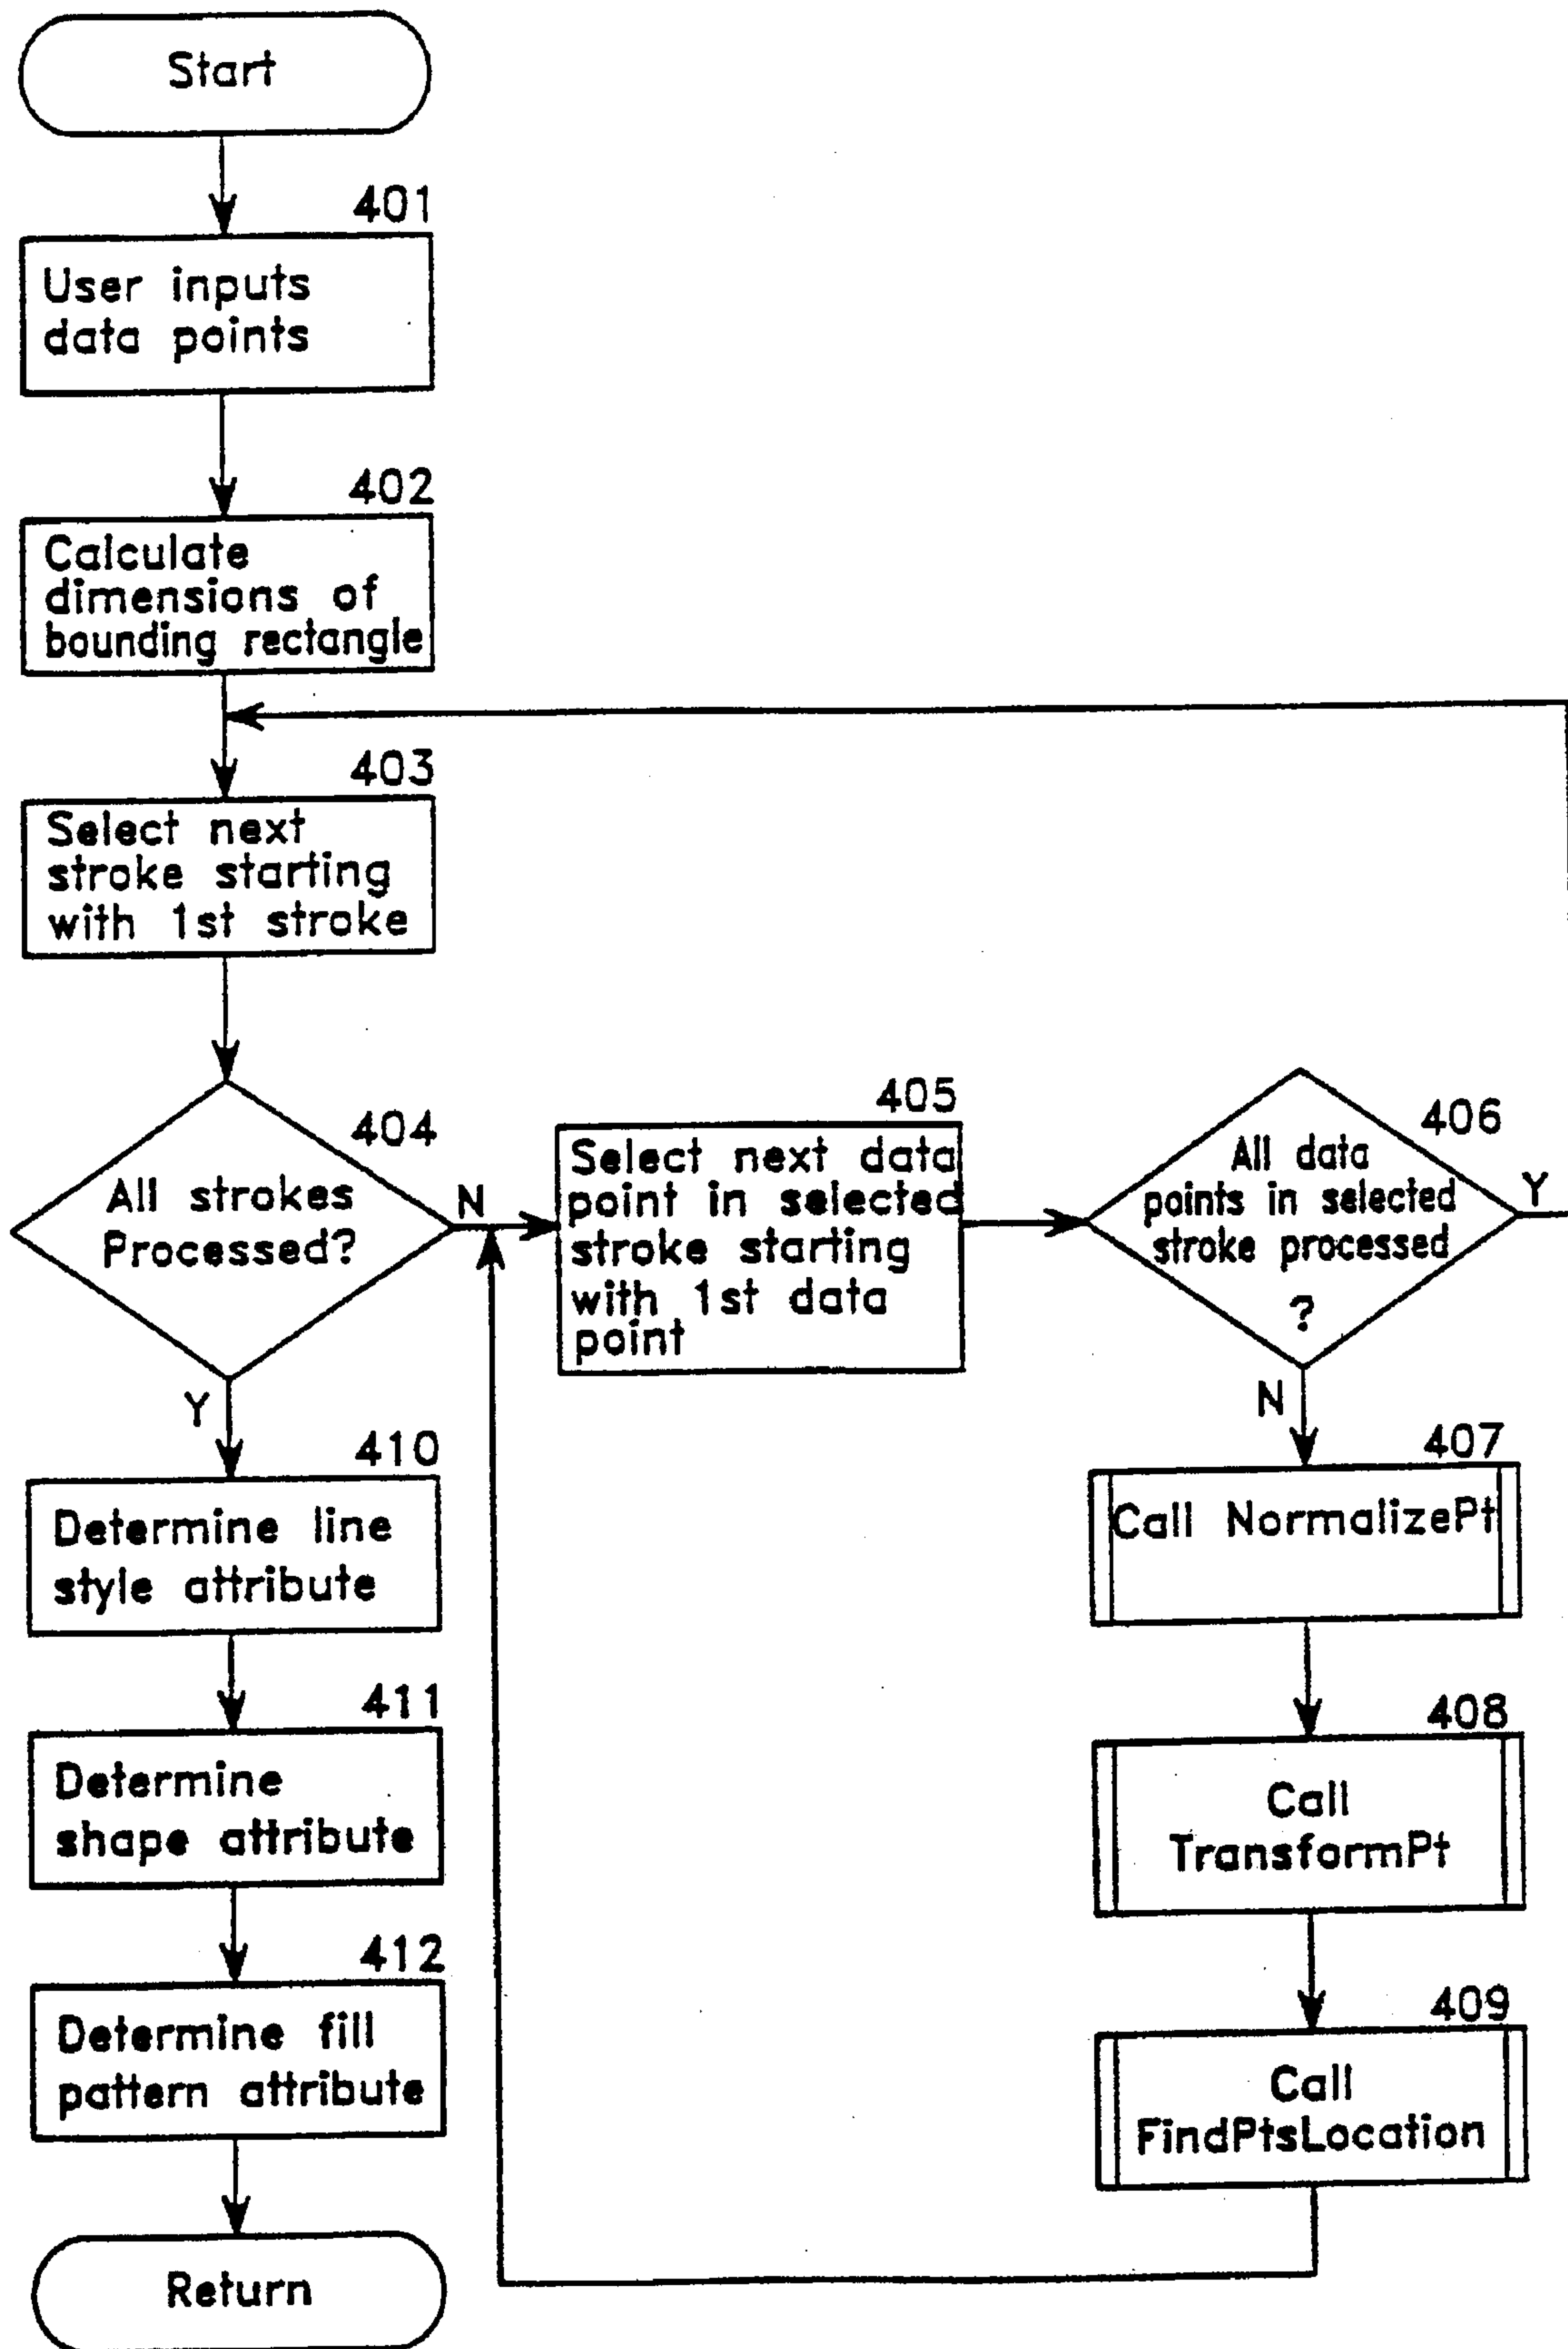 Start
401
User inputs
data points
402
Calculate
dimensions of
bounding rectangle
403
Select next
stroke starting
with 1st stroke
404
All strokes
Processed?
N
Y
405
Select next data
point in selected
stroke starting
with 1st data
point
406
All data
points in selected
stroke processed
?
Y
N
407
Call NormalizePt
408
Call
TransformPt
409
Call
FindPtsLocation
410
Determine line
style attribute
411
Determine
shape attribute
412
Determine fill
pattern attribute
Return